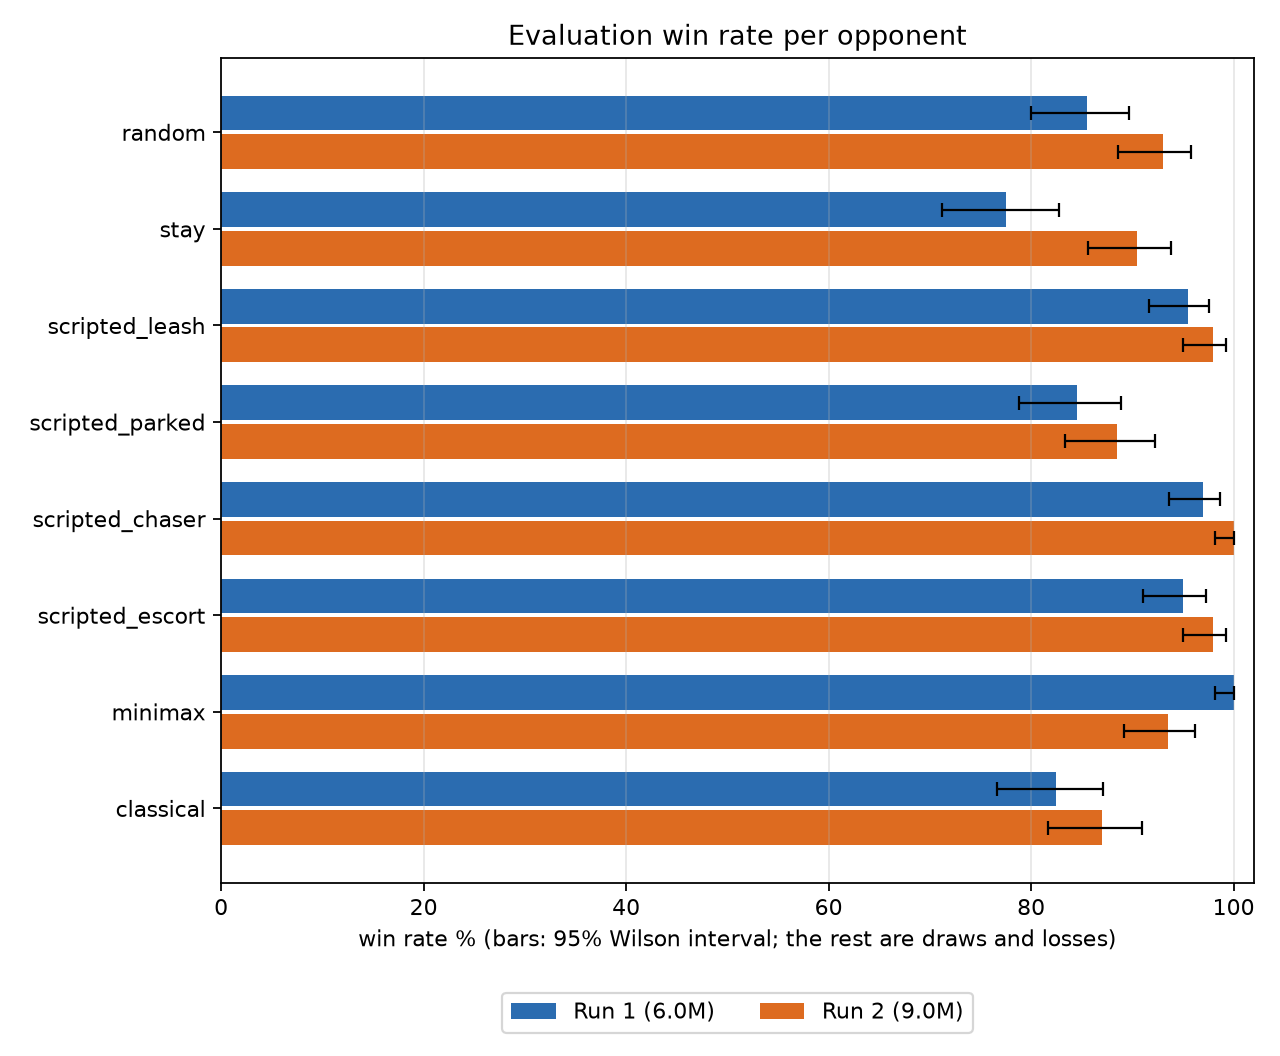 Evaluation win rate per opponent
random
stay
scripted_leash
scripted_parked
scripted_chaser
scripted_escort
minimax
classical
0 20 40 60 80 100
win rate % (bars: 95% Wilson interval; the rest are draws and losses)
Run 1 (6.0M) Run 2 (9.0M)